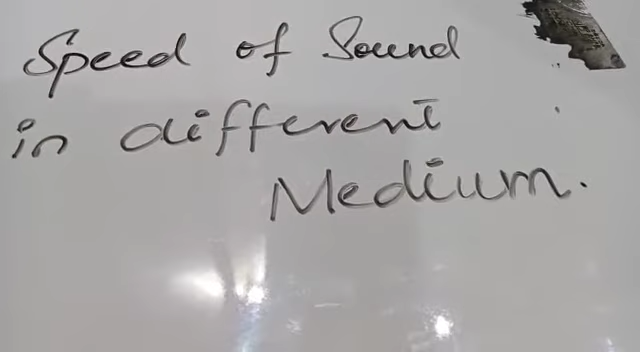 Speed of Sound
in different
Medium.